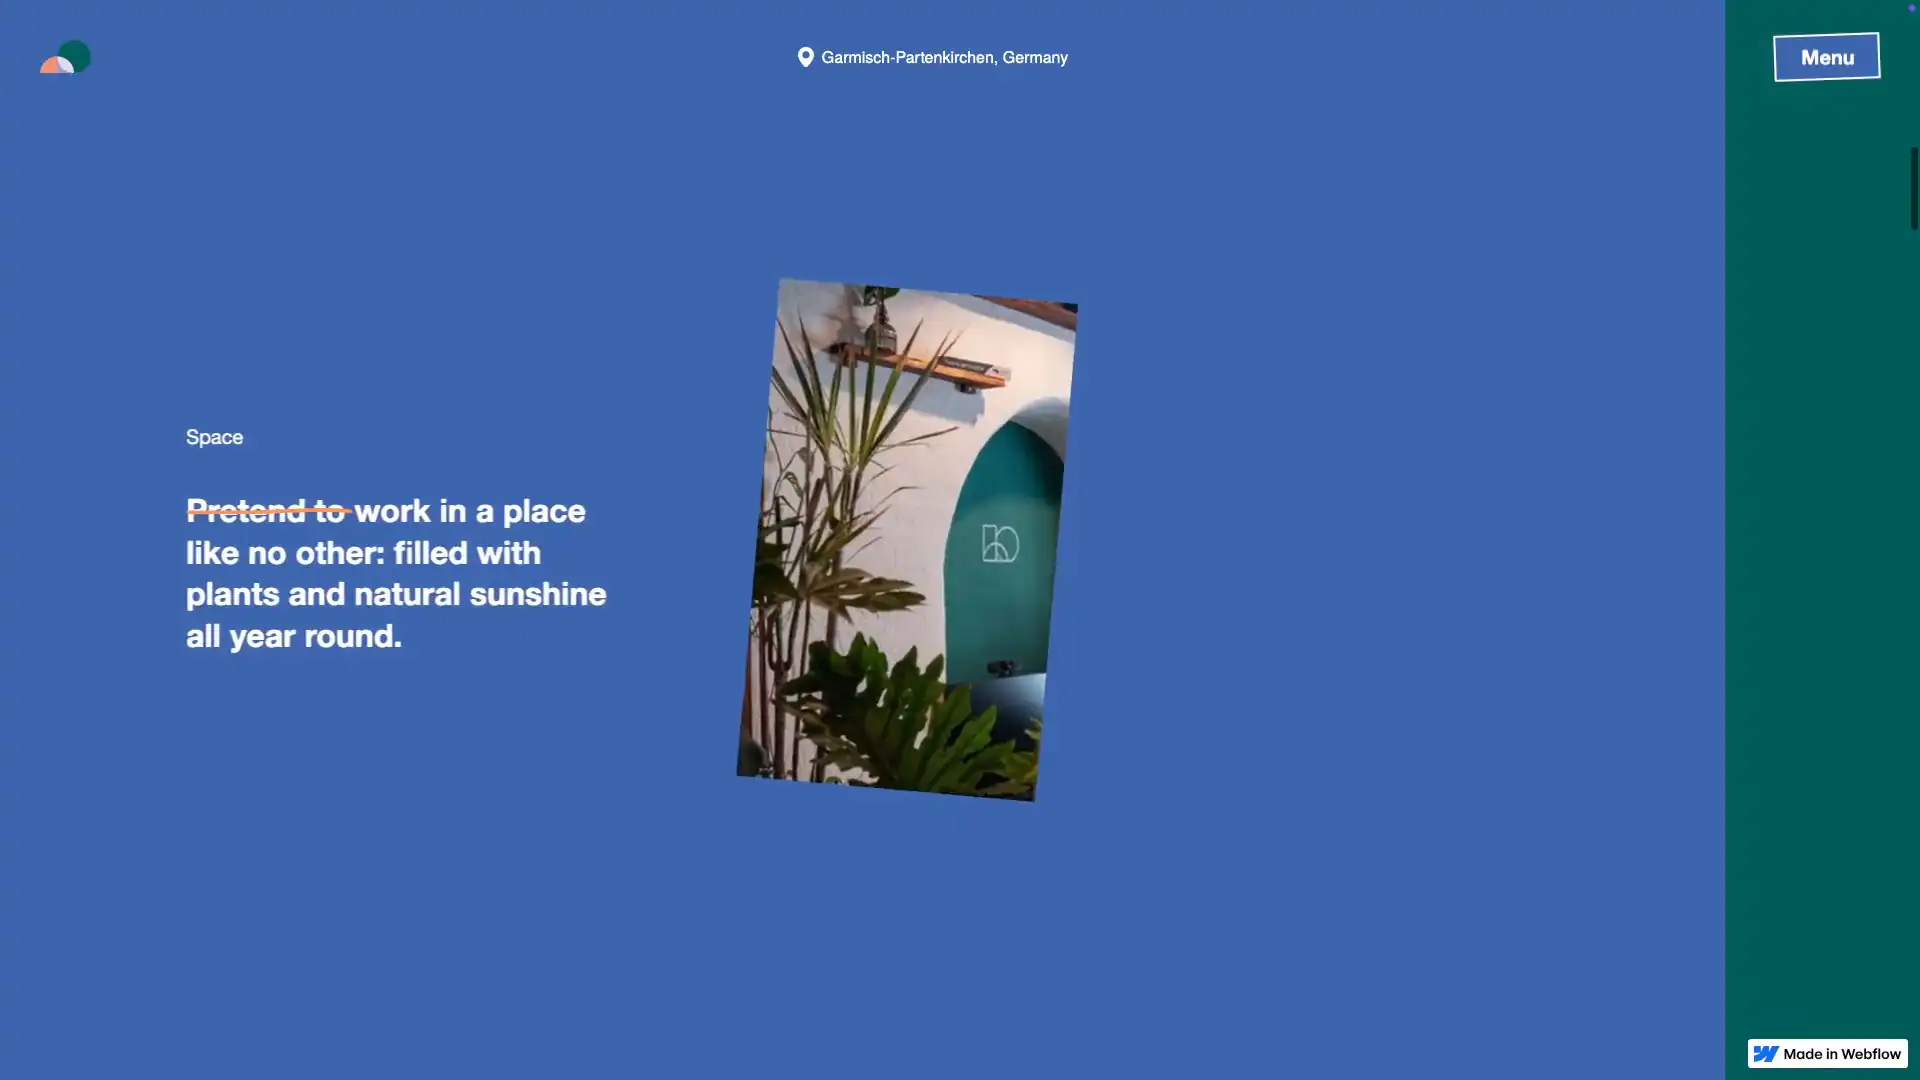 Garmisch-Partenkirchen, Germany
Menu
Space
Pretend to work in a place
like no other: filled with
plants and natural sunshine
all year round.
Made in Webflow